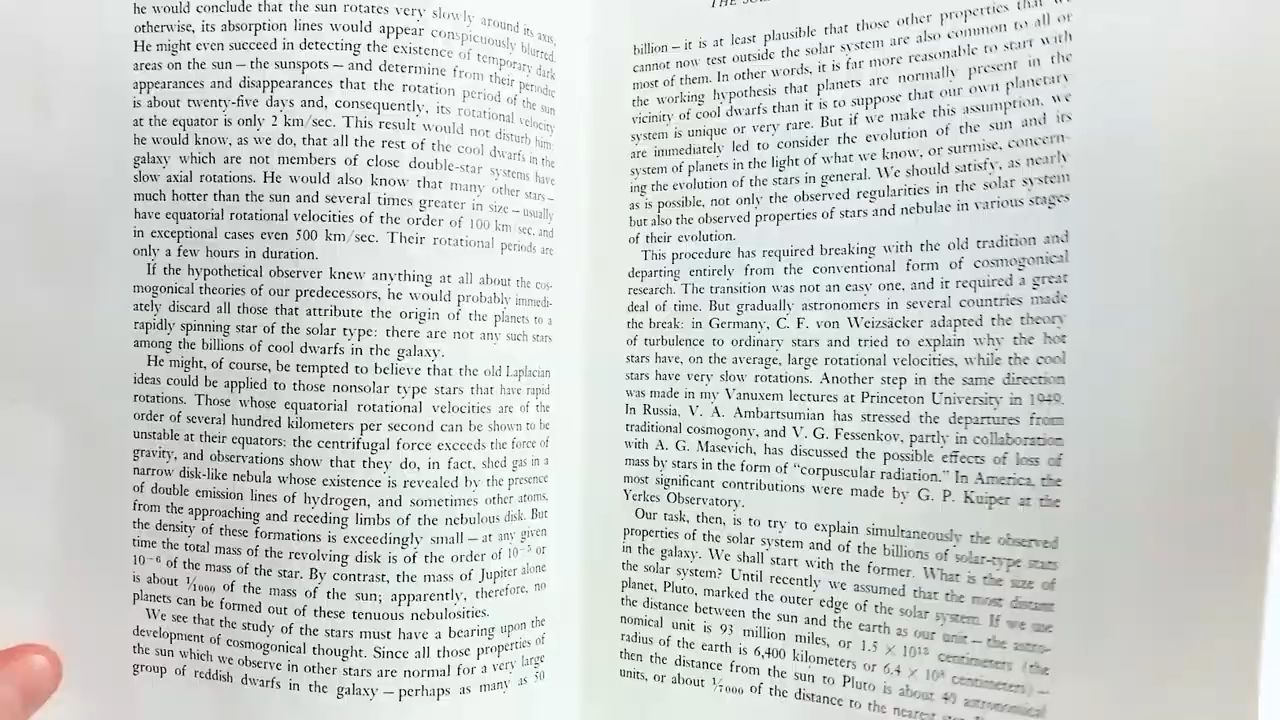 he would conclude that the sun rotates very slowly around its axis,
otherwise, its absorption lines would appear conspicuously blurred.
He might even succeed in detecting the existence of temporary dark
areas on the sun – the sunspots – and determine from their periodic
appearances and disappearances that the rotation period of the sun
is about twenty-five days and, consequently, its rotational velocity
at the equator is only 2 km/sec. This result would not disturb him:
he would know, as we do, that all the rest of the cool dwarfs in the
galaxy which are not members of close double-star systems have
slow axial rotations. He would also know that many other stars –
much hotter than the sun and several times greater in size – usually
have equatorial rotational velocities of the order of 100 km/sec, and
in exceptional cases even 500 km/sec. Their rotational periods are
only a few hours in duration.
If the hypothetical observer knew anything at all about the cos-
mogonical theories of our predecessors, he would probably immedi-
ately discard all those that attribute the origin of the planets to a
rapidly spinning star of the solar type: there are not any such stars
among the billions of cool dwarfs in the galaxy.
He might, of course, be tempted to believe that the old Laplacian
ideas could be applied to those nonsolar type stars that have rapid
rotations. Those whose equatorial rotational velocities are of the
order of several hundred kilometers per second can be shown to be
unstable at their equators: the centrifugal force exceeds the force of
gravity, and observations show that they do, in fact, shed gas in a
narrow disk-like nebula whose existence is revealed by the presence
of double emission lines of hydrogen, and sometimes other atoms,
from the approaching and receding limbs of the nebulous disk. But
the density of these formations is exceedingly small – at any given
time the total mass of the revolving disk is of the order of 10⁻⁵ or
10⁻⁶ of the mass of the star. By contrast, the mass of Jupiter alone
is about 1/1000 of the mass of the sun; apparently, therefore, no
planets can be formed out of these tenuous nebulosities.
We see that the study of the stars must have a bearing upon the
development of cosmogonical thought. Since all those properties of
the sun which we observe in other stars are normal for a very large
group of reddish dwarfs in the galaxy – perhaps as many as 50
THE
billion – it is at least plausible that those other properties that we
cannot now test outside the solar system are also common to all or
most of them. In other words, it is far more reasonable to start with
the working hypothesis that planets are normally present in the
vicinity of cool dwarfs than it is to suppose that our own planetary
system is unique or very rare. But if we make this assumption, we
are immediately led to consider the evolution of the sun and its
system of planets in the light of what we know, or surmise, concern-
ing the evolution of the stars in general. We should satisfy, as nearly
as is possible, not only the observed regularities in the solar system
but also the observed properties of stars and nebulae in various stages
of their evolution.
This procedure has required breaking with the old tradition and
departing entirely from the conventional form of cosmogonical
research. The transition was not an easy one, and it required a great
deal of time. But gradually astronomers in several countries made
the break: in Germany, C. F. von Weizsäcker adapted the theory
of turbulence to ordinary stars and tried to explain why the hot
stars have, on the average, large rotational velocities, while the cool
stars have very slow rotations. Another step in the same direction
was made in my Vanuxem lectures at Princeton University in 1949.
In Russia, V. A. Ambartsumian has stressed the departures from
traditional cosmogony, and V. G. Fessenkov, partly in collaboration
with A. G. Masevich, has discussed the possible effects of loss of
mass by stars in the form of "corpuscular radiation." In America, the
most significant contributions were made by G. P. Kuiper at the
Yerkes Observatory.
Our task, then, is to try to explain simultaneously the observed
properties of the solar system and of the billions of solar-type stars
in the galaxy. We shall start with the former. What is the size of
the solar system? Until recently we assumed that the most distant
planet, Pluto, marked the outer edge of the solar system. If we use
the distance between the sun and the earth as our unit – the astro-
nomical unit is 93 million miles, or 1.5 × 10¹³ centimeters (the
radius of the earth is 6,400 kilometers or 6.4 × 10⁸ centimeters) –
then the distance from the sun to Pluto is about 40 astronomical
units, or about 1/7000 of the distance to the nearest